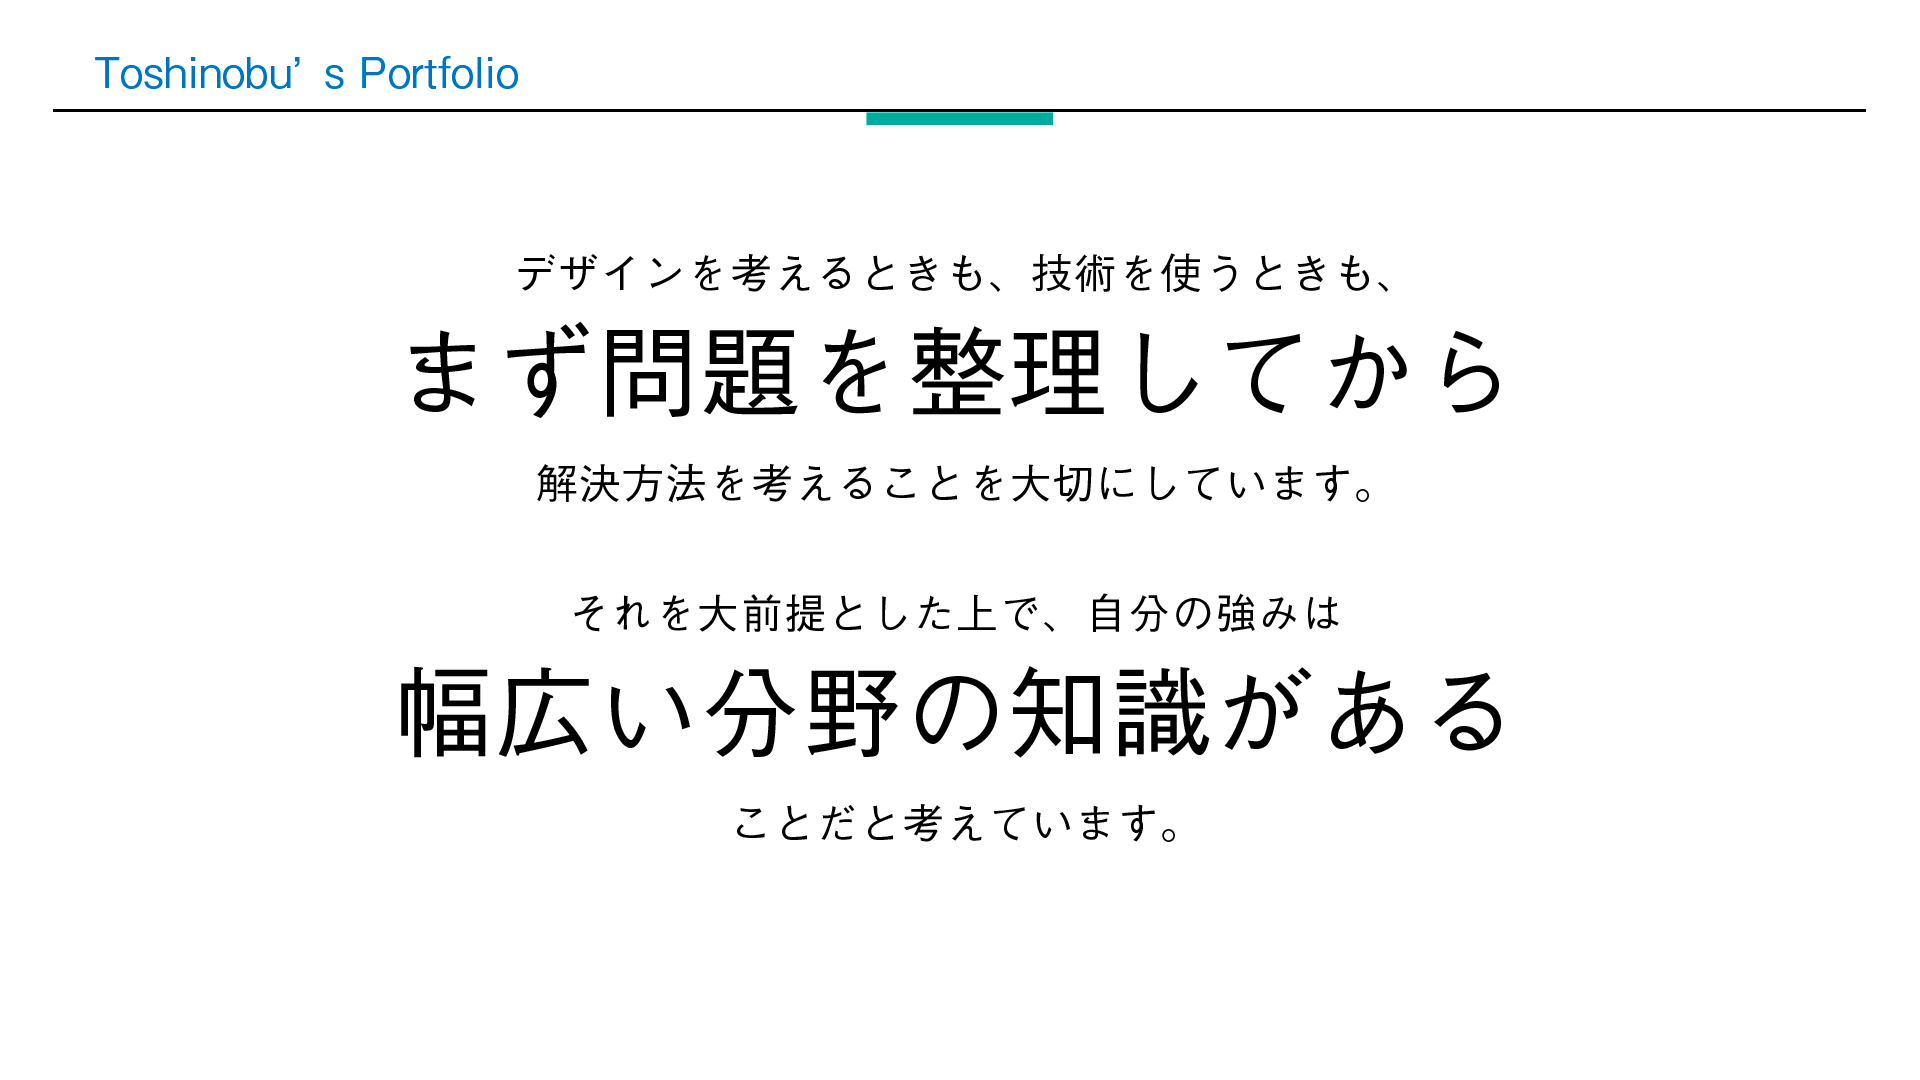 Toshinobu’s Portfolio
デザインを考えるときも、技術を使うときも、
まず問題を整理してから
解決方法を考えることを大切にしています。
それを大前提とした上で、自分の強みは
幅広い分野の知識がある
ことだと考えています。